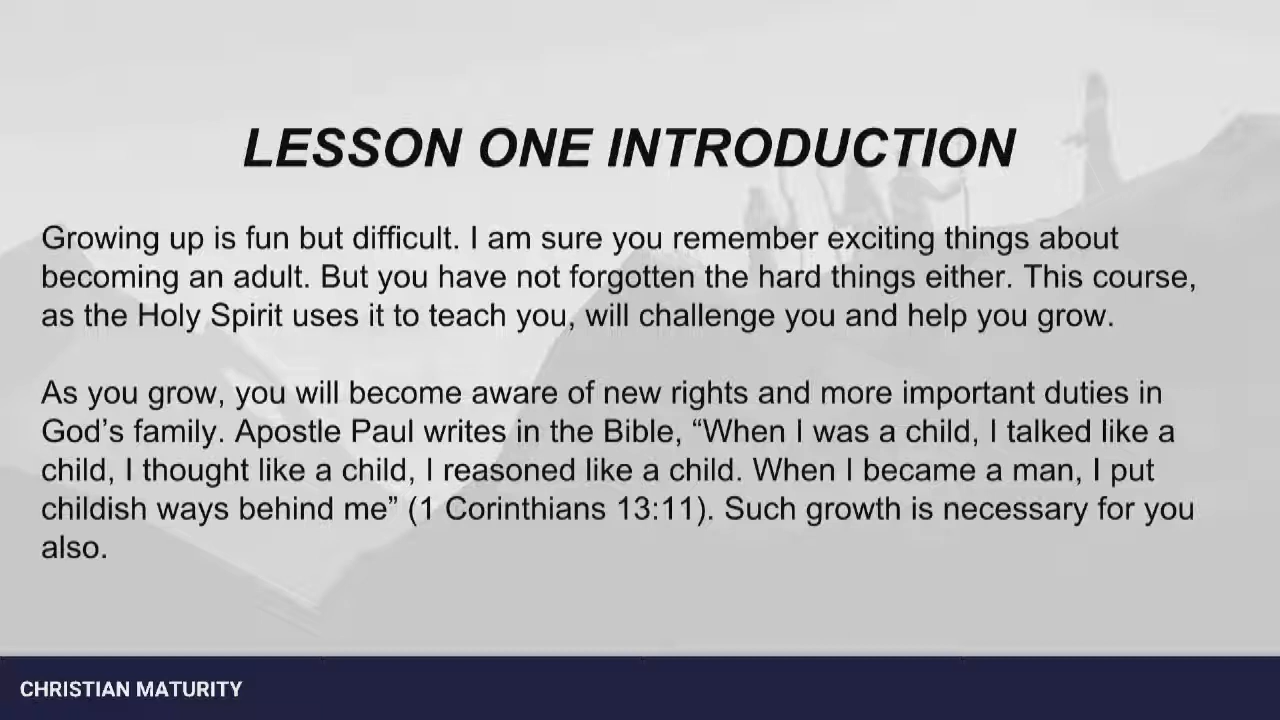 LESSON ONE INTRODUCTION
Growing up is fun but difficult. I am sure you remember exciting things about
becoming an adult. But you have not forgotten the hard things either. This course,
as the Holy Spirit uses it to teach you, will challenge you and help you grow.
As you grow, you will become aware of new rights and more important duties in
God’s family. Apostle Paul writes in the Bible, “When I was a child, I talked like a
child, I thought like a child, I reasoned like a child. When I became a man, I put
childish ways behind me” (1 Corinthians 13:11). Such growth is necessary for you
also.
CHRISTIAN MATURITY